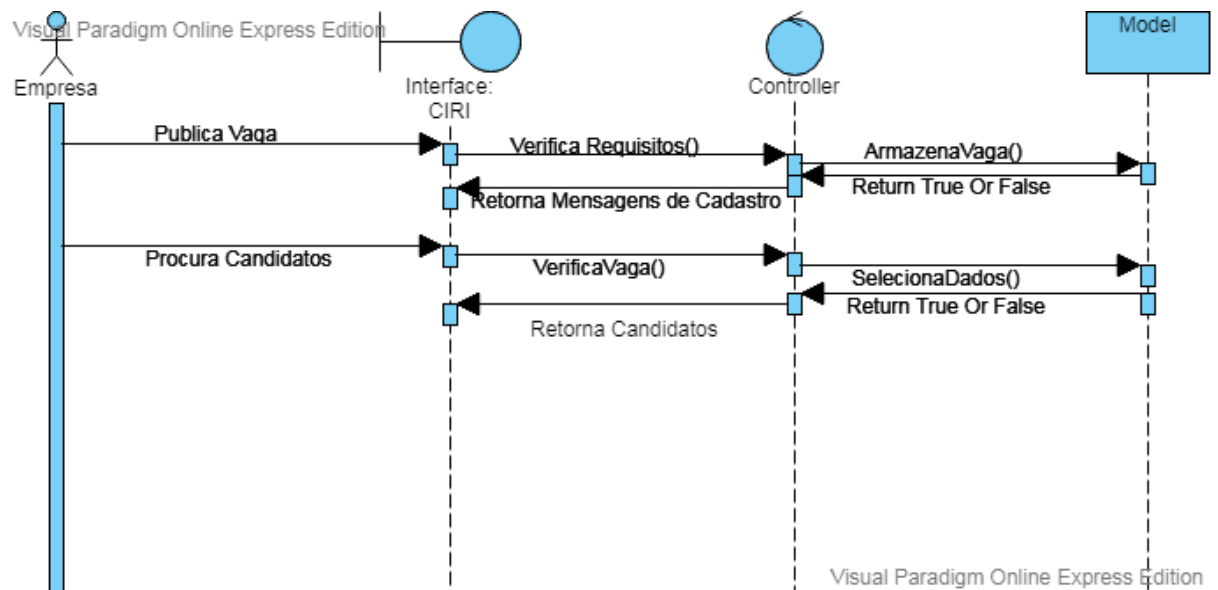 Visual Paradigm Online Express Edition
Model
Empresa
Interface:
CIRI
Controller
Publica Vaga
Verifica Requisitos()
ArmazenaVaga()
Return True Or False
Retorna Mensagens de Cadastro
Procura Candidatos
VerificaVaga()
SelecionaDados()
Return True Or False
Retorna Candidatos
Visual Paradigm Online Express Edition